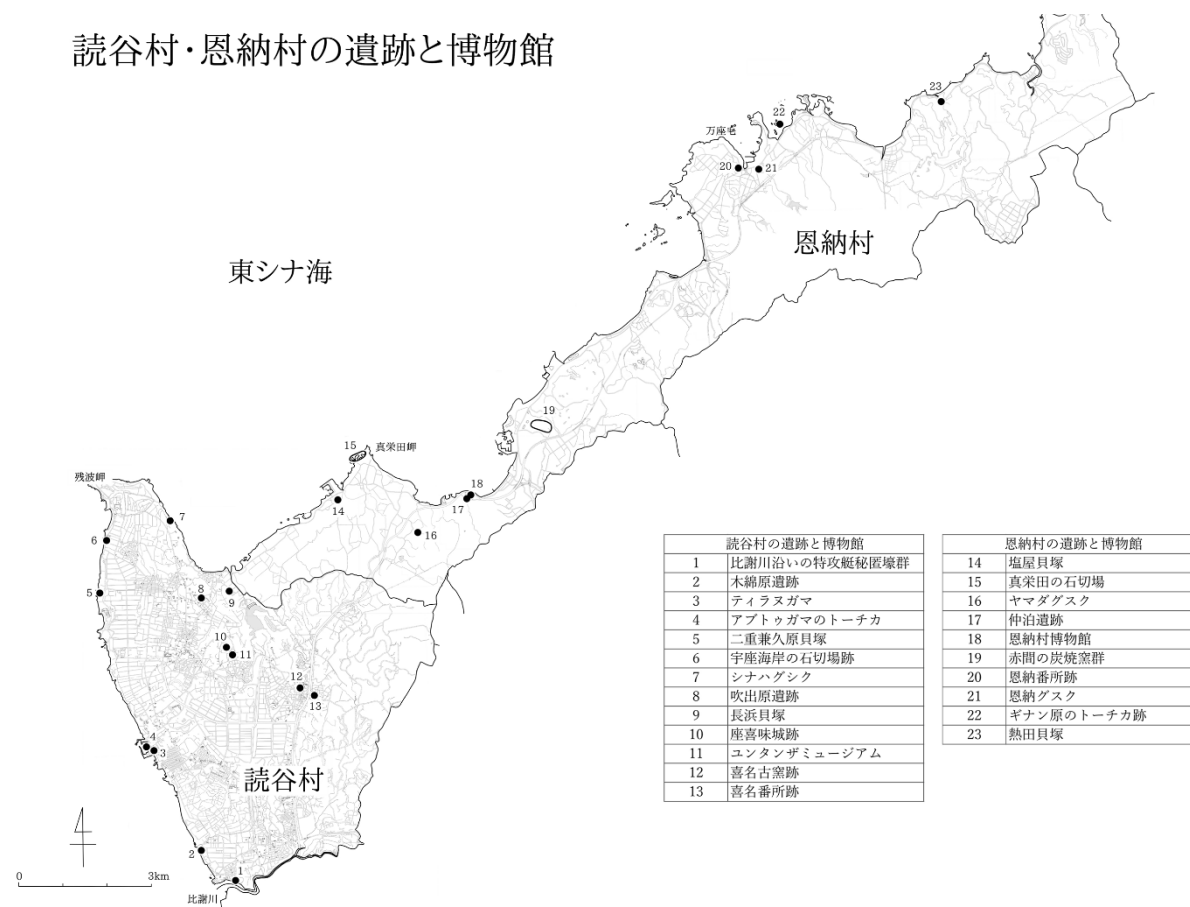 読谷村・恩納村の遺跡と博物館
23
22
万座毛
20
21
恩納村
東シナ海
19
15
真栄田岬
残波岬
18
17
14
7
16
6
5
8
9
10
11
12
13
4
3
読谷村
2
1
0
3km
比謝川
読谷村の遺跡と博物館
1 比謝川沿いの特攻艇秘匿壕群
2 木綿原遺跡
3 ティラヌガマ
4 アブトゥガマのトーチカ
5 二重兼久原貝塚
6 宇座海岸の石切場跡
7 シナハグシク
8 吹出原遺跡
9 長浜貝塚
10 座喜味城跡
11 ユンタンザミュージアム
12 喜名古窯跡
13 喜名番所跡
恩納村の遺跡と博物館
14 塩屋貝塚
15 真栄田の石切場
16 ヤマダグスク
17 仲泊遺跡
18 恩納村博物館
19 赤間の炭焼窯群
20 恩納番所跡
21 恩納グスク
22 ギナン原のトーチカ跡
23 熱田貝塚